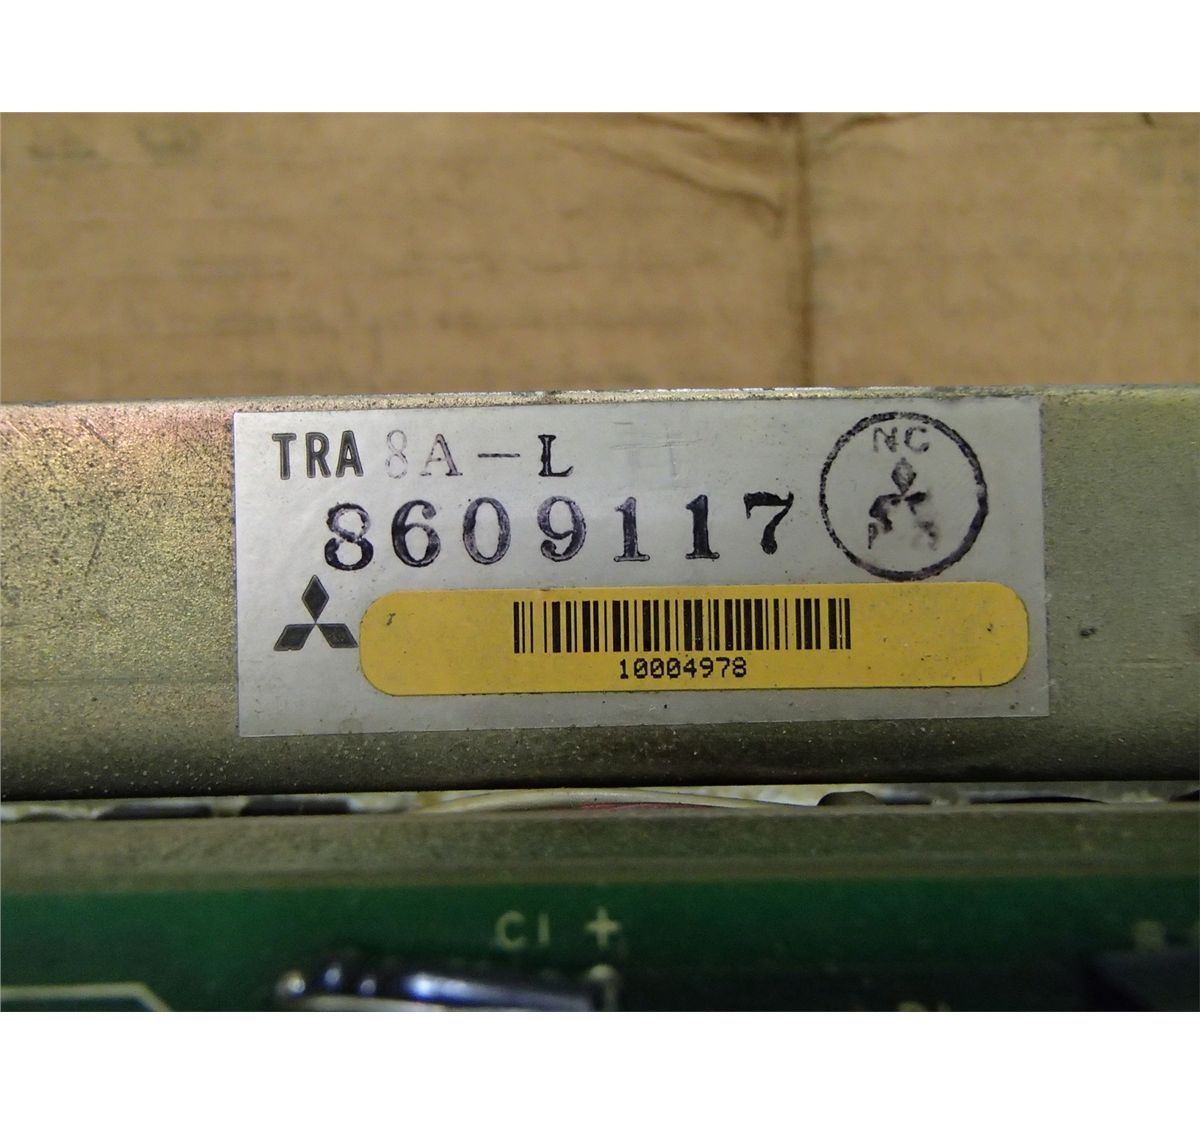 TRA 8A-L
NC
8609117
10004978
C1 +